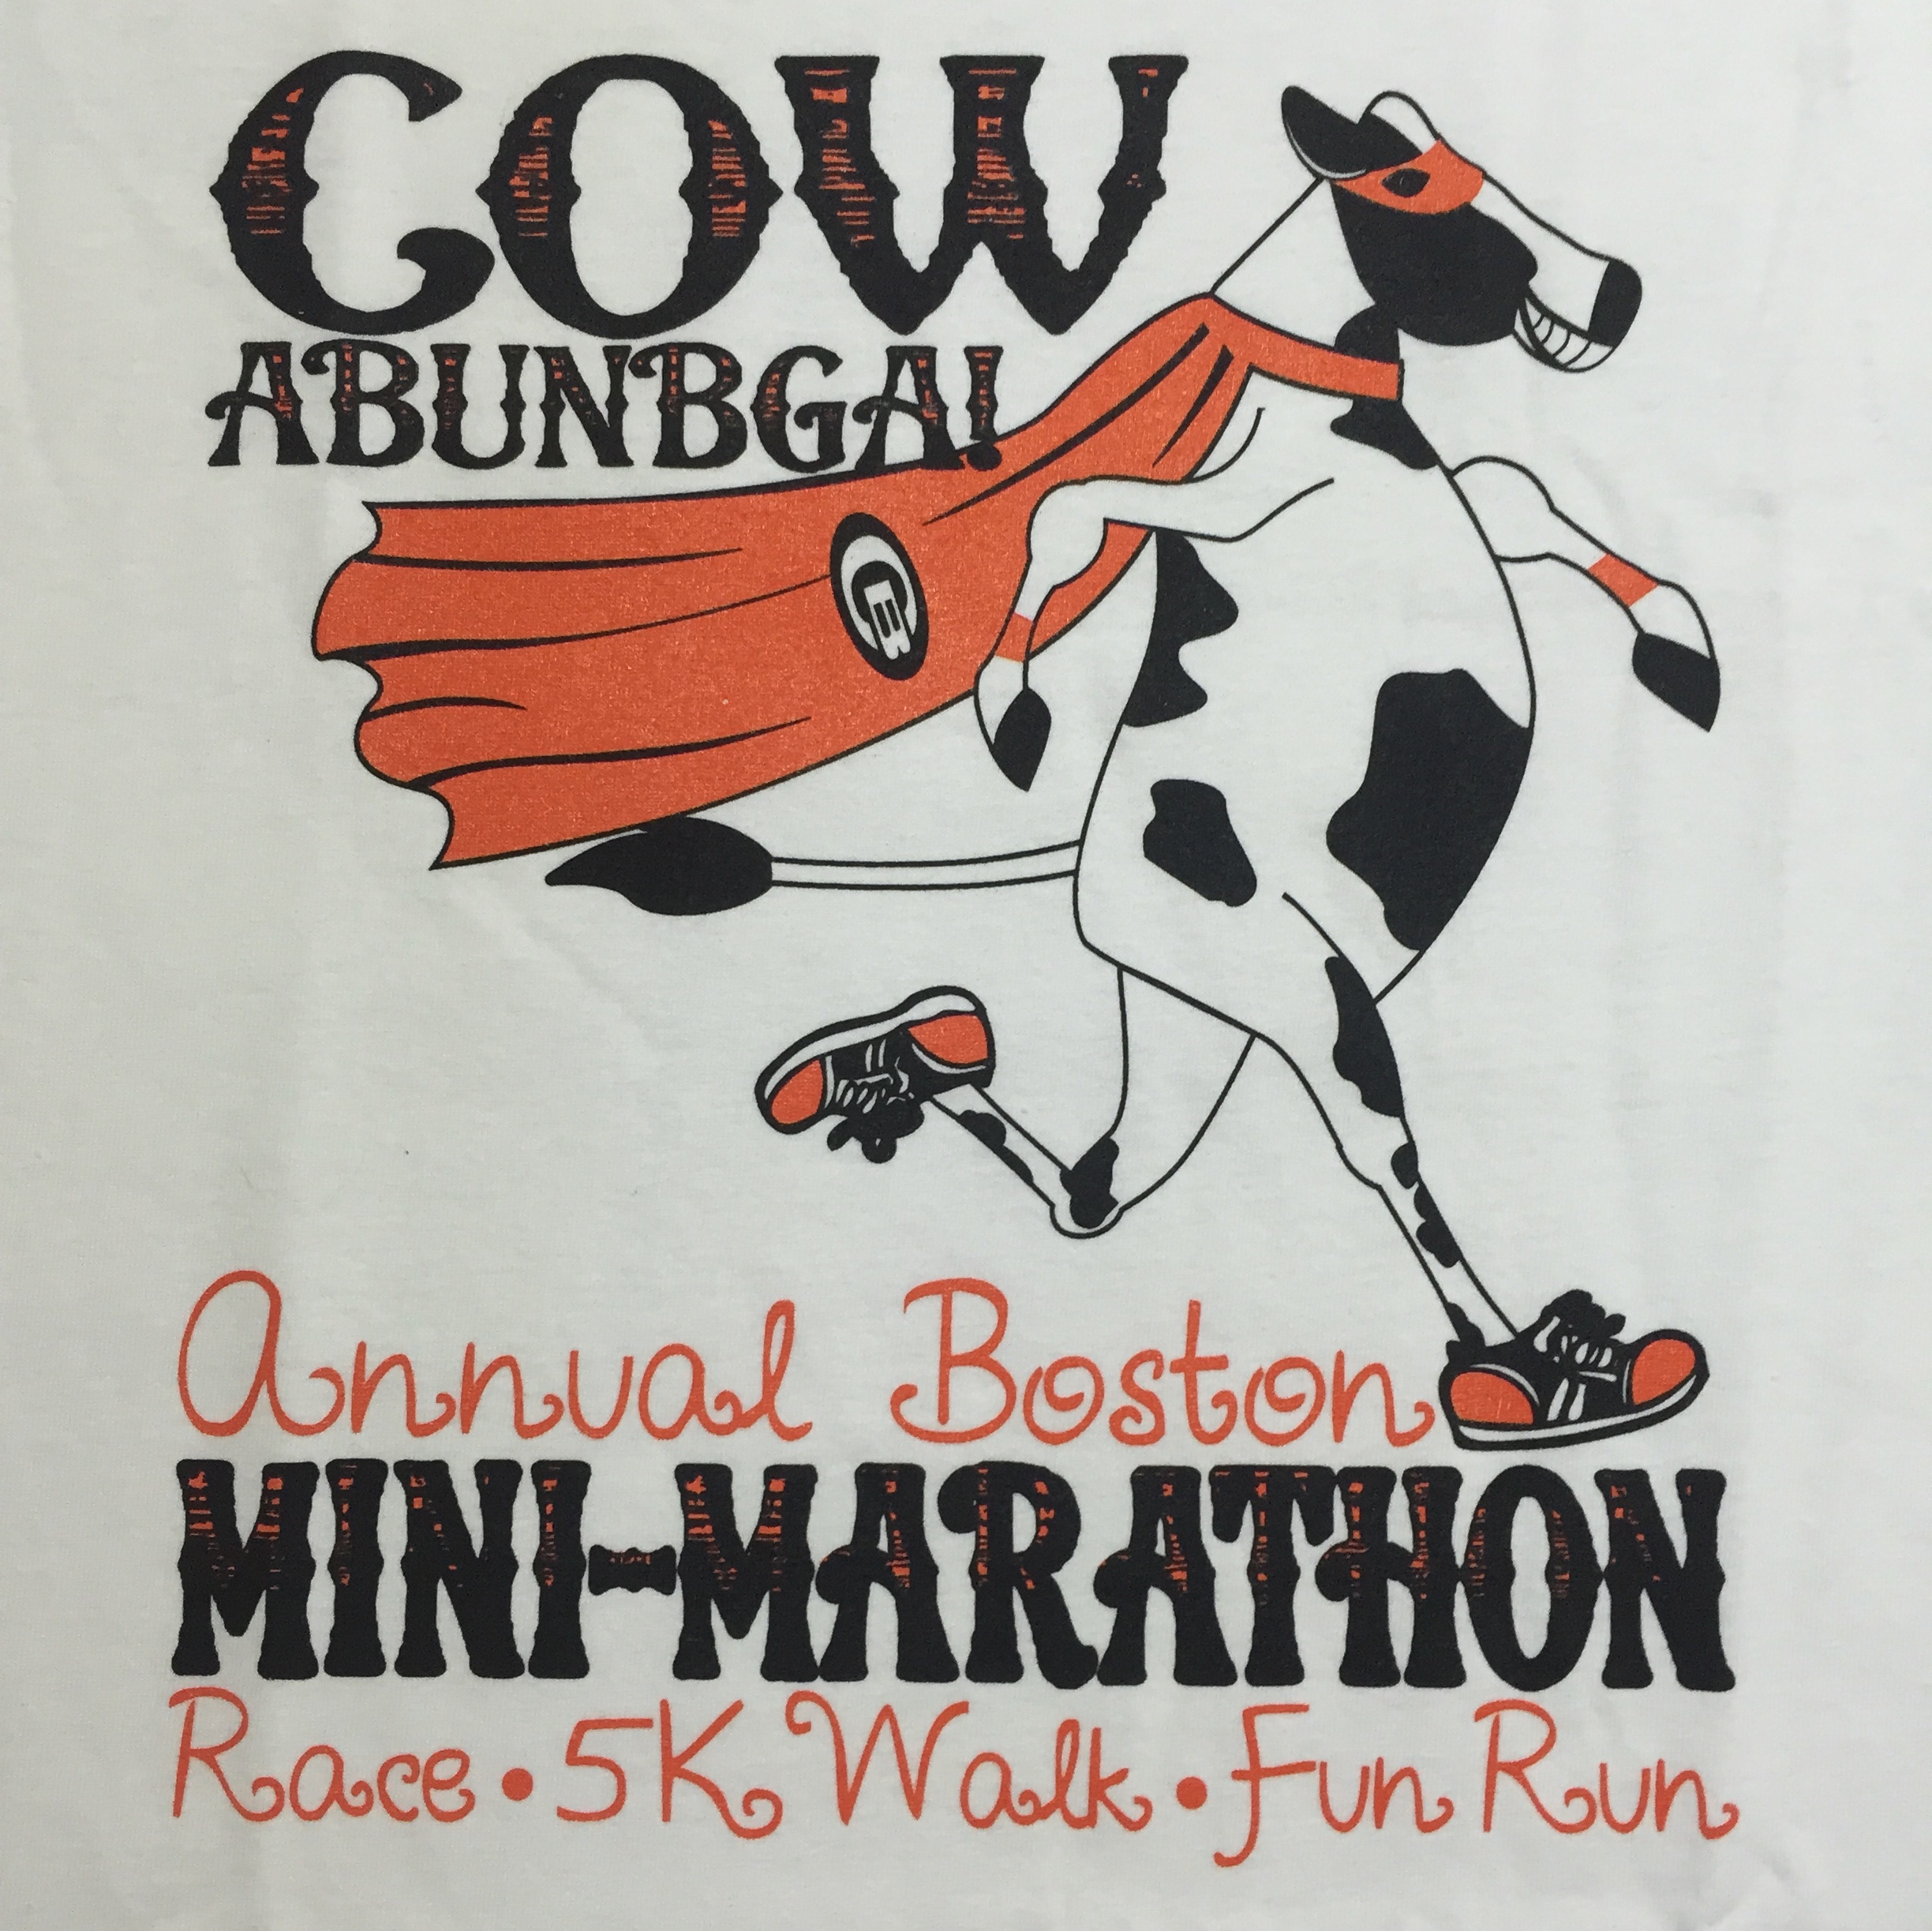 COW
ABUNBGA!
Annual Boston
MINI-MARATHON
Race • 5K Walk • Fun Run